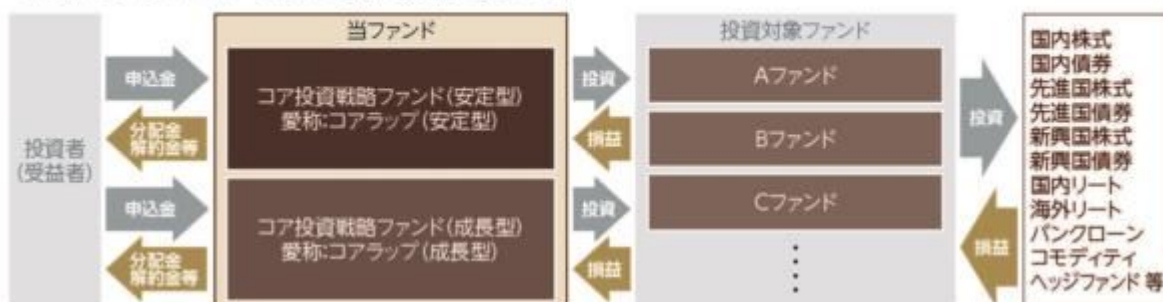 投資者
(受益者)
申込金
分配金
解約金等
申込金
分配金
解約金等
当ファンド
コア投資戦略ファンド(安定型)
愛称:コアラップ(安定型)
コア投資戦略ファンド(成長型)
愛称:コアラップ(成長型)
投資
損益
投資
損益
投資対象ファンド
Aファンド
Bファンド
Cファンド
投資
損益
国内株式
国内債券
先進国株式
先進国債券
新興国株式
新興国債券
国内リート
海外リート
バンクローン
コモディティ
ヘッジファンド 等